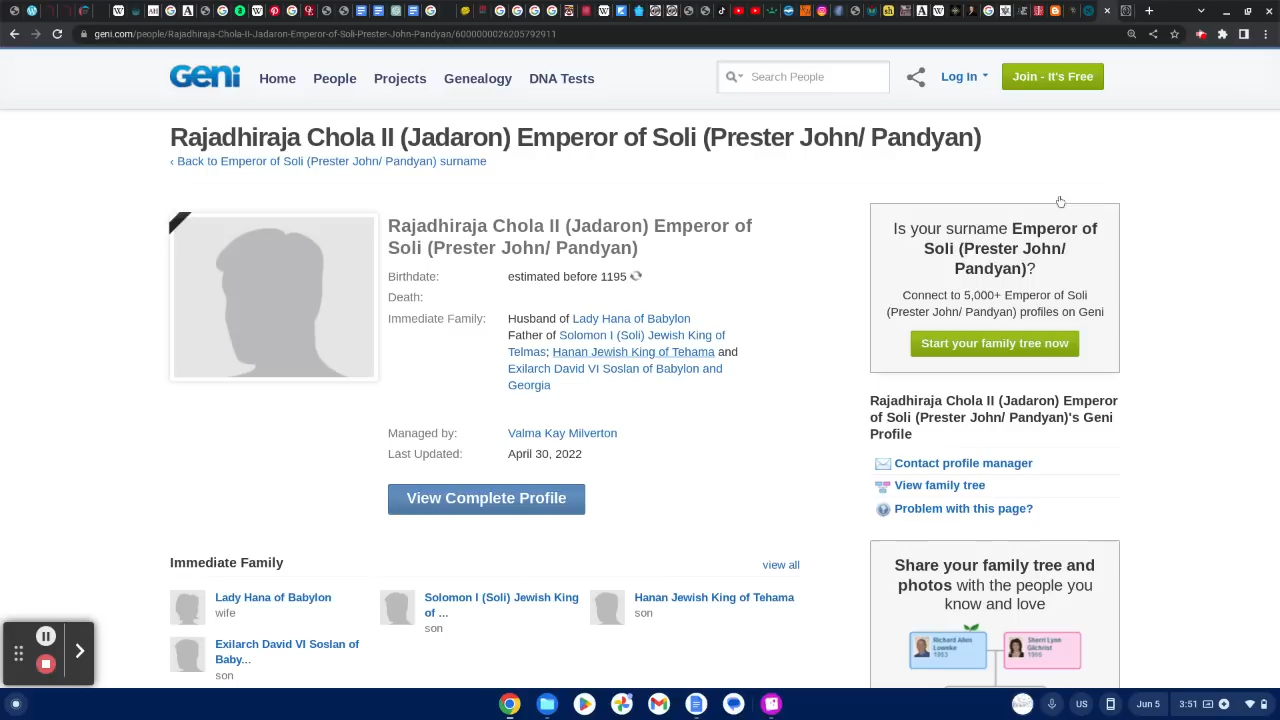 geni.com/people/Rajadhiraja-Chola-II-Jadaron-Emperor-of-Soli-Prester-John-Pandyan/6000000026205792911
Geni
Home People Projects Genealogy DNA Tests
Search People
Log In
Join - It's Free
Rajadhiraja Chola II (Jadaron) Emperor of Soli (Prester John/ Pandyan)
‹ Back to Emperor of Soli (Prester John/ Pandyan) surname
Rajadhiraja Chola II (Jadaron) Emperor of
Soli (Prester John/ Pandyan)
Birthdate: estimated before 1195
Death:
Immediate Family: Husband of Lady Hana of Babylon
Father of Solomon I (Soli) Jewish King of
Telmas; Hanan Jewish King of Tehama and
Exilarch David VI Soslan of Babylon and
Georgia
Managed by: Valma Kay Milverton
Last Updated: April 30, 2022
View Complete Profile
Immediate Family view all
Lady Hana of Babylon
wife
Solomon I (Soli) Jewish King
of ...
son
Hanan Jewish King of Tehama
son
Exilarch David VI Soslan of
Baby...
son
Is your surname Emperor of
Soli (Prester John/
Pandyan)?
Connect to 5,000+ Emperor of Soli
(Prester John/ Pandyan) profiles on Geni
Start your family tree now
Rajadhiraja Chola II (Jadaron) Emperor
of Soli (Prester John/ Pandyan)'s Geni
Profile
Contact profile manager
View family tree
Problem with this page?
Share your family tree and
photos with the people you
know and love
Richard Allen
Loweke
1953
Sherri Lynn
Gilchrist
US
Jun 5
3:51